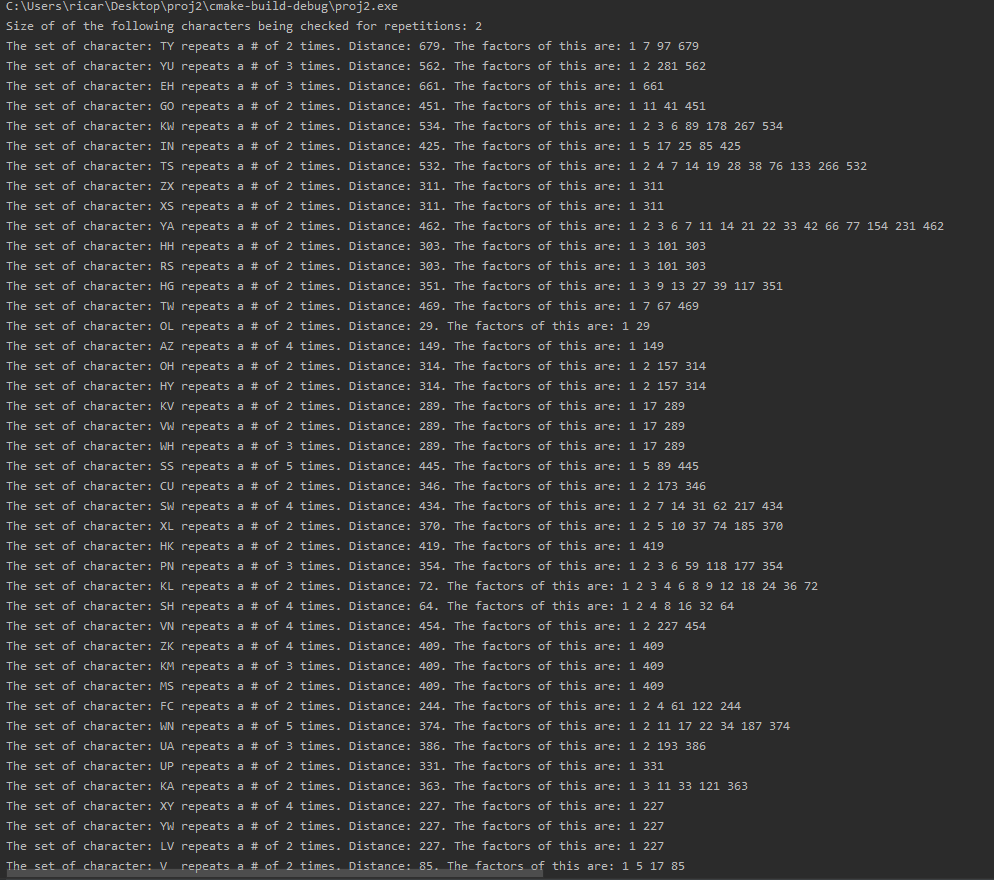 C:\Users\ricar\Desktop\proj2\cmake-build-debug\proj2.exe
Size of of the following characters being checked for repetitions: 2
The set of character: TY repeats a # of 2 times. Distance: 679. The factors of this are: 1 7 97 679
The set of character: YU repeats a # of 3 times. Distance: 562. The factors of this are: 1 2 281 562
The set of character: EH repeats a # of 3 times. Distance: 661. The factors of this are: 1 661
The set of character: GO repeats a # of 2 times. Distance: 451. The factors of this are: 1 11 41 451
The set of character: KW repeats a # of 2 times. Distance: 534. The factors of this are: 1 2 3 6 89 178 267 534
The set of character: IN repeats a # of 2 times. Distance: 425. The factors of this are: 1 5 17 25 85 425
The set of character: TS repeats a # of 2 times. Distance: 532. The factors of this are: 1 2 4 7 14 19 28 38 76 133 266 532
The set of character: ZX repeats a # of 2 times. Distance: 311. The factors of this are: 1 311
The set of character: XS repeats a # of 2 times. Distance: 311. The factors of this are: 1 311
The set of character: YA repeats a # of 2 times. Distance: 462. The factors of this are: 1 2 3 6 7 11 14 21 22 33 42 66 77 154 231 462
The set of character: HH repeats a # of 2 times. Distance: 303. The factors of this are: 1 3 101 303
The set of character: RS repeats a # of 2 times. Distance: 303. The factors of this are: 1 3 101 303
The set of character: HG repeats a # of 2 times. Distance: 351. The factors of this are: 1 3 9 13 27 39 117 351
The set of character: TW repeats a # of 2 times. Distance: 469. The factors of this are: 1 7 67 469
The set of character: OL repeats a # of 2 times. Distance: 29. The factors of this are: 1 29
The set of character: AZ repeats a # of 4 times. Distance: 149. The factors of this are: 1 149
The set of character: OH repeats a # of 2 times. Distance: 314. The factors of this are: 1 2 157 314
The set of character: HY repeats a # of 2 times. Distance: 314. The factors of this are: 1 2 157 314
The set of character: KV repeats a # of 2 times. Distance: 289. The factors of this are: 1 17 289
The set of character: VW repeats a # of 2 times. Distance: 289. The factors of this are: 1 17 289
The set of character: WH repeats a # of 3 times. Distance: 289. The factors of this are: 1 17 289
The set of character: SS repeats a # of 5 times. Distance: 445. The factors of this are: 1 5 89 445
The set of character: CU repeats a # of 2 times. Distance: 346. The factors of this are: 1 2 173 346
The set of character: SW repeats a # of 4 times. Distance: 434. The factors of this are: 1 2 7 14 31 62 217 434
The set of character: XL repeats a # of 2 times. Distance: 370. The factors of this are: 1 2 5 10 37 74 185 370
The set of character: HK repeats a # of 2 times. Distance: 419. The factors of this are: 1 419
The set of character: PN repeats a # of 3 times. Distance: 354. The factors of this are: 1 2 3 6 59 118 177 354
The set of character: KL repeats a # of 2 times. Distance: 72. The factors of this are: 1 2 3 4 6 8 9 12 18 24 36 72
The set of character: SH repeats a # of 4 times. Distance: 64. The factors of this are: 1 2 4 8 16 32 64
The set of character: VN repeats a # of 4 times. Distance: 454. The factors of this are: 1 2 227 454
The set of character: ZK repeats a # of 4 times. Distance: 409. The factors of this are: 1 409
The set of character: KM repeats a # of 3 times. Distance: 409. The factors of this are: 1 409
The set of character: MS repeats a # of 2 times. Distance: 409. The factors of this are: 1 409
The set of character: FC repeats a # of 2 times. Distance: 244. The factors of this are: 1 2 4 61 122 244
The set of character: WN repeats a # of 5 times. Distance: 374. The factors of this are: 1 2 11 17 22 34 187 374
The set of character: UA repeats a # of 3 times. Distance: 386. The factors of this are: 1 2 193 386
The set of character: UP repeats a # of 2 times. Distance: 331. The factors of this are: 1 331
The set of character: KA repeats a # of 2 times. Distance: 363. The factors of this are: 1 3 11 33 121 363
The set of character: XY repeats a # of 4 times. Distance: 227. The factors of this are: 1 227
The set of character: YW repeats a # of 2 times. Distance: 227. The factors of this are: 1 227
The set of character: LV repeats a # of 2 times. Distance: 227. The factors of this are: 1 227
The set of character: V  repeats a # of 2 times. Distance: 85. The factors of this are: 1 5 17 85